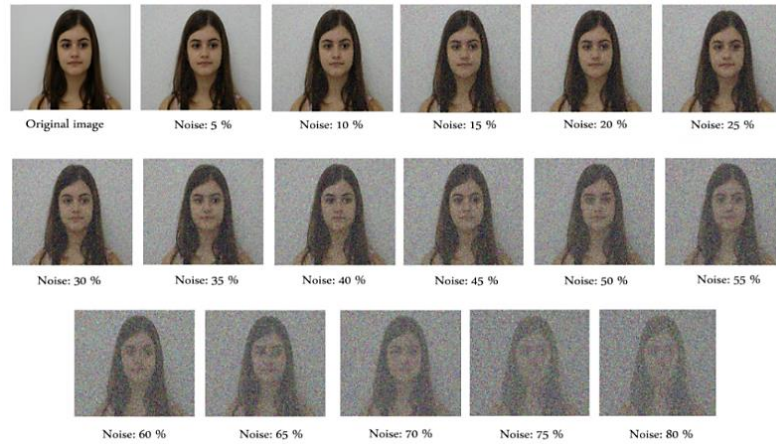 Original image
Noise: 5 %
Noise: 10 %
Noise: 15 %
Noise: 20 %
Noise: 25 %
Noise: 30 %
Noise: 35 %
Noise: 40 %
Noise: 45 %
Noise: 50 %
Noise: 55 %
Noise: 60 %
Noise: 65 %
Noise: 70 %
Noise: 75 %
Noise: 80 %